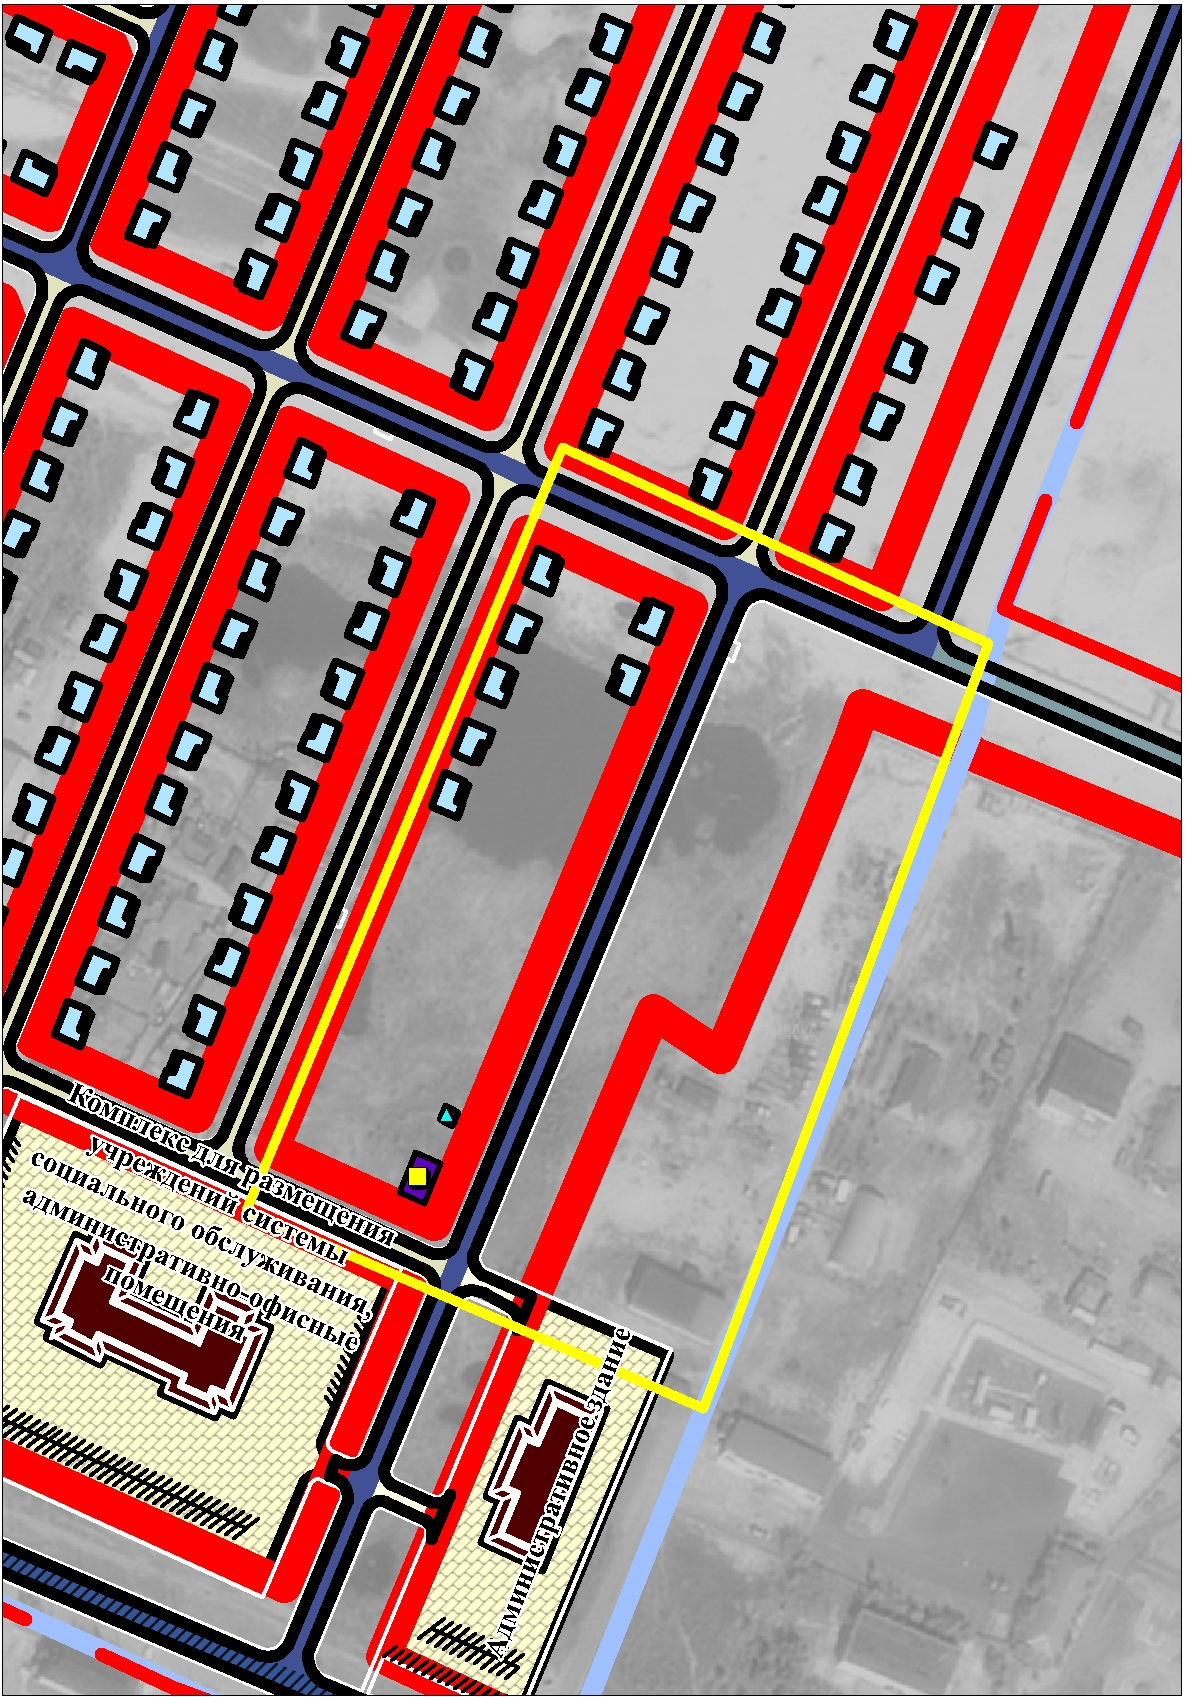 Комплекс для размещения
учреждений системы
социального обслуживания,
административно-офисные
помещения
Административное здание